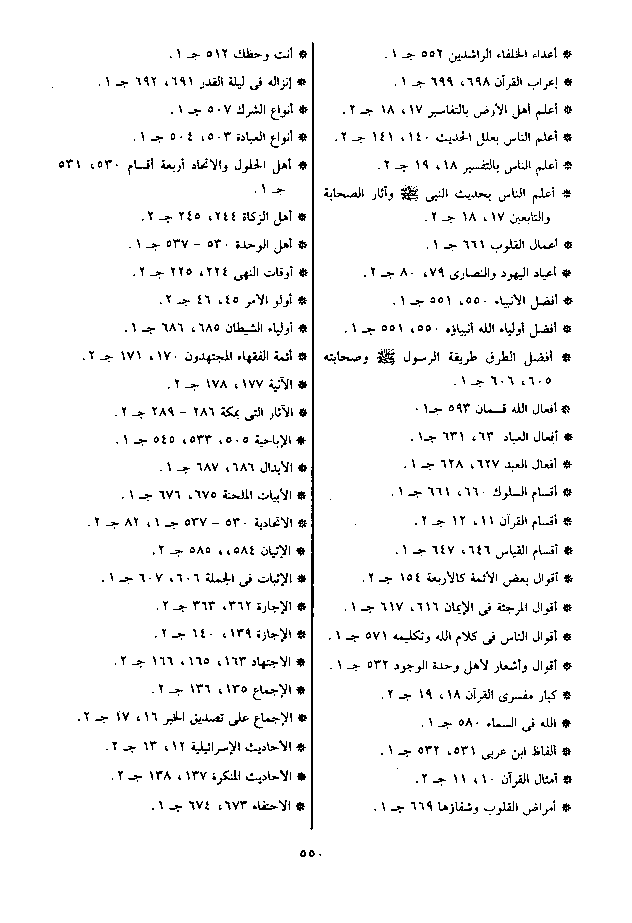 * أعداء الخلفاء الراشدين ٥٥٦ جـ ١.
* إعراب القرآن ٦٩٨، ٦٩٩ جـ ١.
* أعلم أهل الأرض بالتفاسير ١٧، ١٨ جـ ٢.
* أعلم الناس بعلل الحديث ١٤٠، ١٤١ جـ ٢.
* أعلم الناس بالتفسير ١٨، ١٩ جـ ٢.
* أعلم الناس بحديث النبى ﷺ وآثار الصحابة
والتابعين ١٧، ١٨ جـ ٢.
* أعمال القلوب ٦٦١ جـ ١.
* أعياد اليهود والنصارى ٧٩، ٨٠ جـ ٢.
* أفضل الأنبياء ٥٥٠، ٥٥١ جـ ١.
* أفضل أولياء الله أنبياؤه ٥٥٠، ٥٥١ جـ ١.
* أفضل الطرق طريقة الرسول ﷺ وصحابته
٦٠٥، ٦٠٦ جـ ١.
* أفعال الله قسمان ٥٩٣ جـ١٠
* أفعال العباد ٦٣، ٦٣١ جـ١.
* أفعال العبد ٦٢٧، ٦٢٨ جـ ١.
* أقسام السلوك ٦٦٠، ٦٦١ جـ ١.
* أقسام القرآن ١١، ١٢ جـ ٢.
* أقسام القياس ٦٤٦، ٦٤٧ جـ ١.
* أقوال بعض الأئمة كالأربعة ١٥٤ جـ ٢.
* أقوال المرجئة فى الإيمان ٦١٦، ٦١٧ جـ ١.
* أقوال الناس فى كلام الله وتكليمه ٥٧١ جـ ١.
* أقوال وأشعار لأهل وحدة الوجود ٥٣٢ جـ ١.
* كبار مفسرى القرآن ١٨، ١٩ جـ ٢.
* الله فى السماء ٥٨٠ جـ ١.
* ألفاظ ابن عربى ٥٣١، ٥٣٢ جـ ١.
* أمثال القرآن ١٠، ١١ جـ ٢.
* أمراض القلوب وشفاؤها ٦٦٩ جـ ١.
* أنت وحظك ٥١٢ جـ ١.
* إنزاله فى ليلة القدر ٦٩١، ٦٩٢ جـ ١.
* أنواع الشرك ٥٠٧ جـ ١.
* أنواع العبادة ٥٠٣، ٥٠٤ جـ ١.
* أهل الحلول والاتحاد أربعة أقسام ٥٣٠، ٥٣١
جـ ١.
* أهل الزكاة ٢٤٤، ٢٤٥ جـ ٢.
* أهل الوحدة ٥٣٠ - ٥٣٧ جـ ١.
* أوقات النهى ٢٢٤، ٢٢٥ جـ ٢.
* أولو الأمر ٤٥، ٤٦ جـ ٢.
* أولياء الشيطان ٦٨٥، ٦٨٦ جـ ١.
* أئمة الفقهاء المجتهدون ١٧٠، ١٧١ جـ ٢.
* الآنية ١٧٧، ١٧٨ جـ ٢.
* الآثار التى بمكة ٢٨٦ - ٢٨٩ جـ ٢.
* الإباحية ٥٠٥، ٥٣٣، ٥٤٥ جـ ١.
* الأبدال ٦٨٦، ٦٨٧ جـ ١.
* الأبيات الملحنة ٦٧٥، ٦٧٦ جـ ١.
* الاتحادية ٥٣٠ - ٥٣٧ جـ ١، ٨٢ جـ ٢.
* الإتيان ٥٨٤،، ٥٨٥ جـ ٢.
* الإثبات فى الجملة ٦٠٦، ٦٠٧ جـ ١.
* الإجارة ٣٦٢، ٣٦٣ جـ ٢.
* الإجازة ١٣٩، ٦٤٠ جـ ٢.
* الاجتهاد ١٦٣، ١٦٥، ١٦٦ جـ ٢.
* الإجماع ١٣٥، ١٣٦ جـ ٢.
* الإجماع على تصديق الخبر ١٦، ٤٧ جـ ٢.
* الأحاديث الإسرائيلية ١٢، ٦٣ جـ ٢.
* الأحاديث المنكرة ١٣٧، ١٣٨ جـ ٢.
* الاحتفاء ٦٧٣، ٦٧٤ جـ ١.
٥٥٠